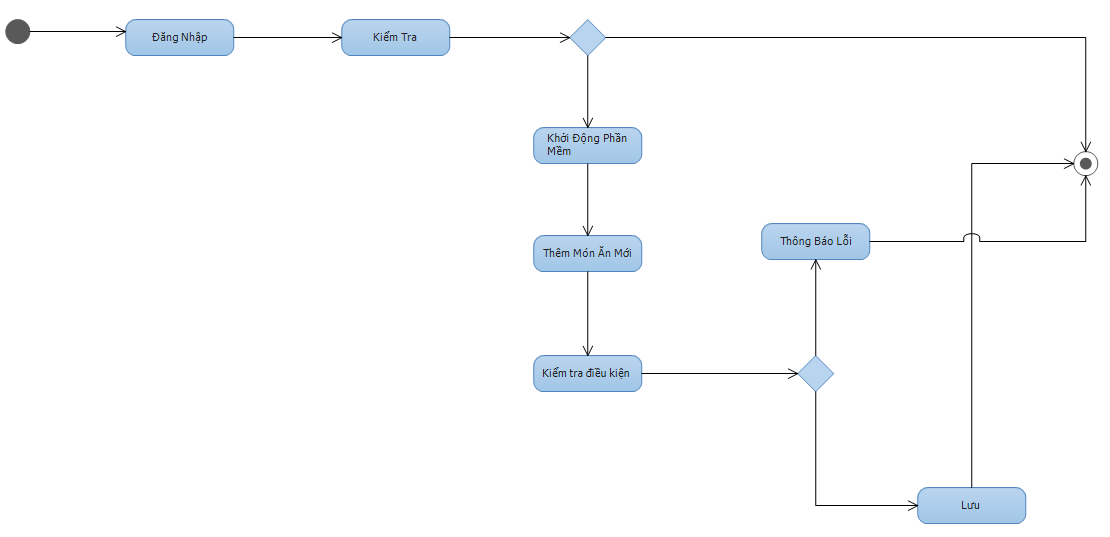 Đăng Nhập
Kiểm Tra
Khởi Động Phần
Mềm
Thông Báo Lỗi
Thêm Món Ăn Mới
Kiểm tra điều kiện
Lưu